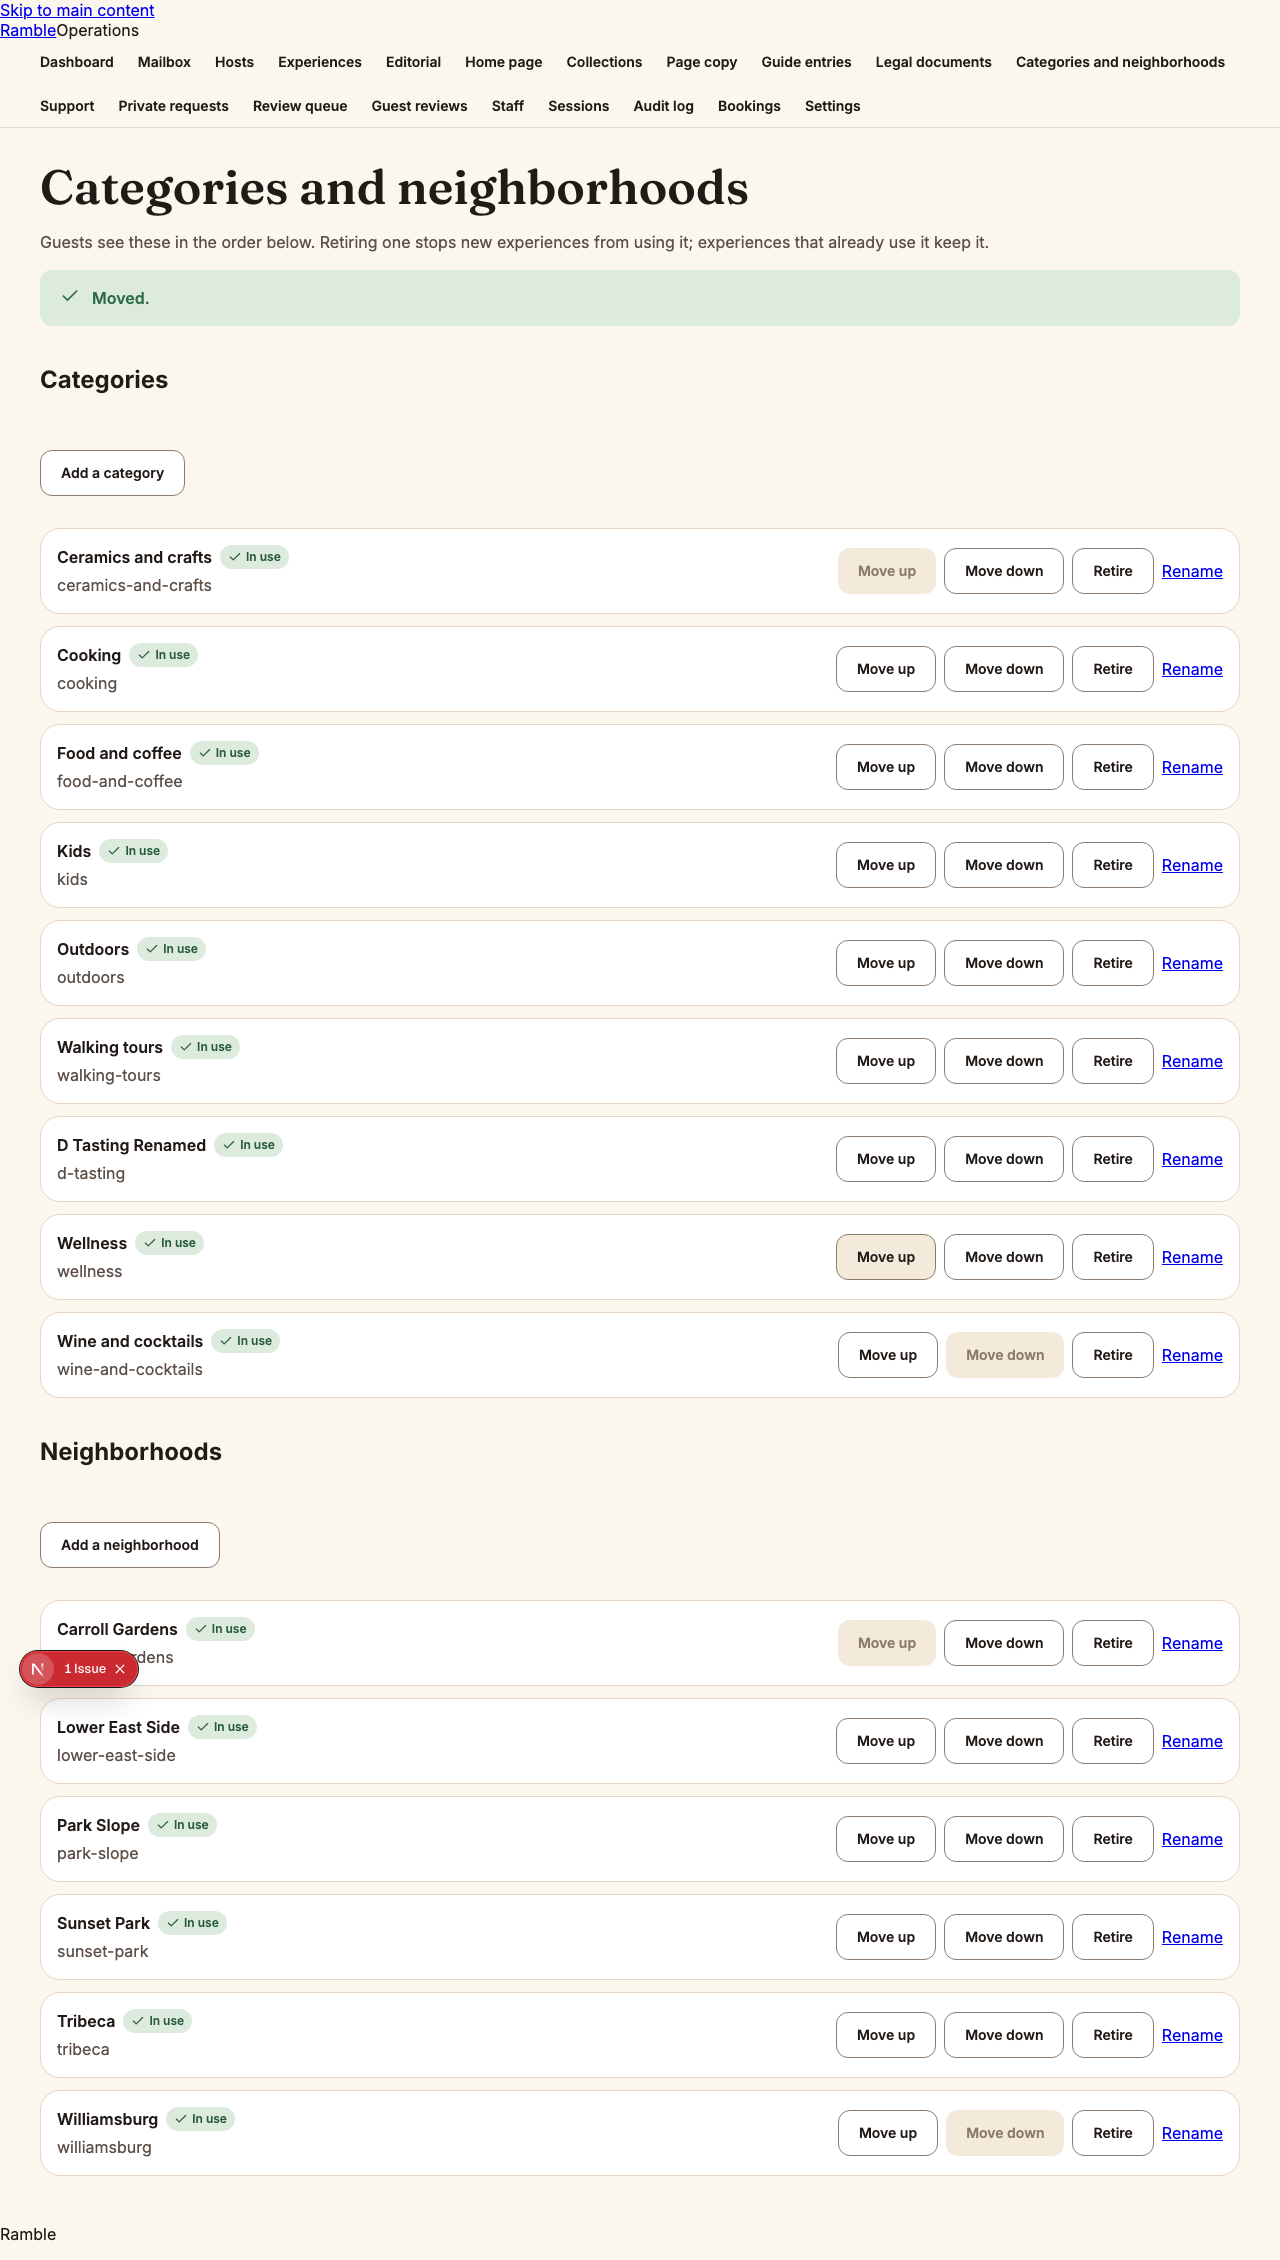 Skip to main content
RambleOperations
Dashboard Mailbox Hosts Experiences Editorial Home page Collections Page copy Guide entries Legal documents Categories and neighborhoods
Support Private requests Review queue Guest reviews Staff Sessions Audit log Bookings Settings
Categories and neighborhoods
Guests see these in the order below. Retiring one stops new experiences from using it; experiences that already use it keep it.
Moved.
Categories
Add a category
Ceramics and crafts In use
ceramics-and-crafts
Move up Move down Retire Rename
Cooking In use
cooking
Move up Move down Retire Rename
Food and coffee In use
food-and-coffee
Move up Move down Retire Rename
Kids In use
kids
Move up Move down Retire Rename
Outdoors In use
outdoors
Move up Move down Retire Rename
Walking tours In use
walking-tours
Move up Move down Retire Rename
D Tasting Renamed In use
d-tasting
Move up Move down Retire Rename
Wellness In use
wellness
Move up Move down Retire Rename
Wine and cocktails In use
wine-and-cocktails
Move up Move down Retire Rename
Neighborhoods
Add a neighborhood
Carroll Gardens In use
rdens
Move up Move down Retire Rename
N 1 Issue
Lower East Side In use
lower-east-side
Move up Move down Retire Rename
Park Slope In use
park-slope
Move up Move down Retire Rename
Sunset Park In use
sunset-park
Move up Move down Retire Rename
Tribeca In use
tribeca
Move up Move down Retire Rename
Williamsburg In use
williamsburg
Move up Move down Retire Rename
Ramble